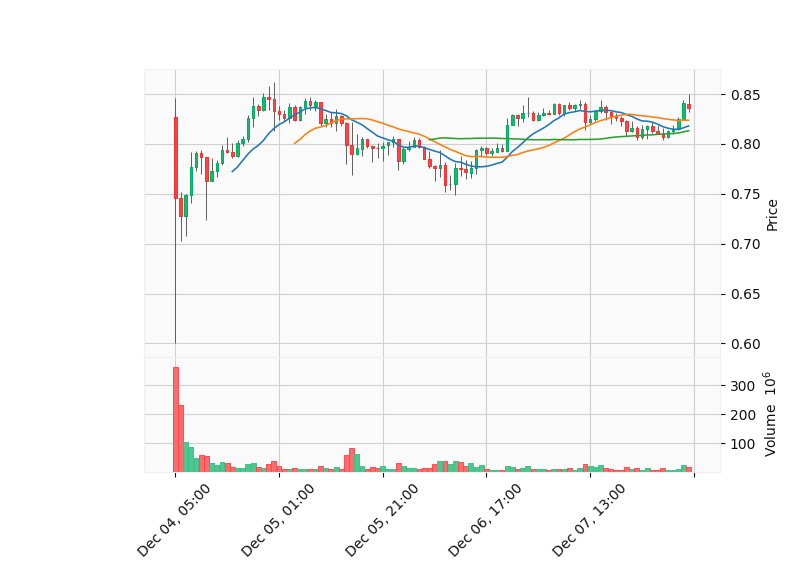 0.85
0.80
0.75
0.70
0.65
0.60
Price
300
200
100
Volume 10^6
Dec 04, 05:00
Dec 05, 01:00
Dec 05, 21:00
Dec 06, 17:00
Dec 07, 13:00